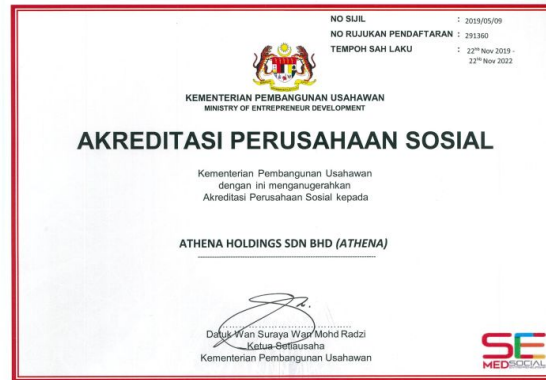 NO SIJIL : 2019/05/09
NO RUJUKAN PENDAFTARAN : 291360
TEMPOH SAH LAKU : 22nd Nov 2019 -
22th Nov 2022
KEMENTERIAN PEMBANGUNAN USAHAWAN
MINISTRY OF ENTREPRENEUR DEVELOPMENT
AKREDITASI PERUSAHAAN SOSIAL
Kementerian Pembangunan Usahawan
dengan ini menganugerahkan
Akreditasi Perusahaan Sosial kepada
ATHENA HOLDINGS SDN BHD (ATHENA)
Datuk Wan Suraya Wan Mohd Radzi
Ketua Setiausaha
Kementerian Pembangunan Usahawan
SE
MEDSOCIAL